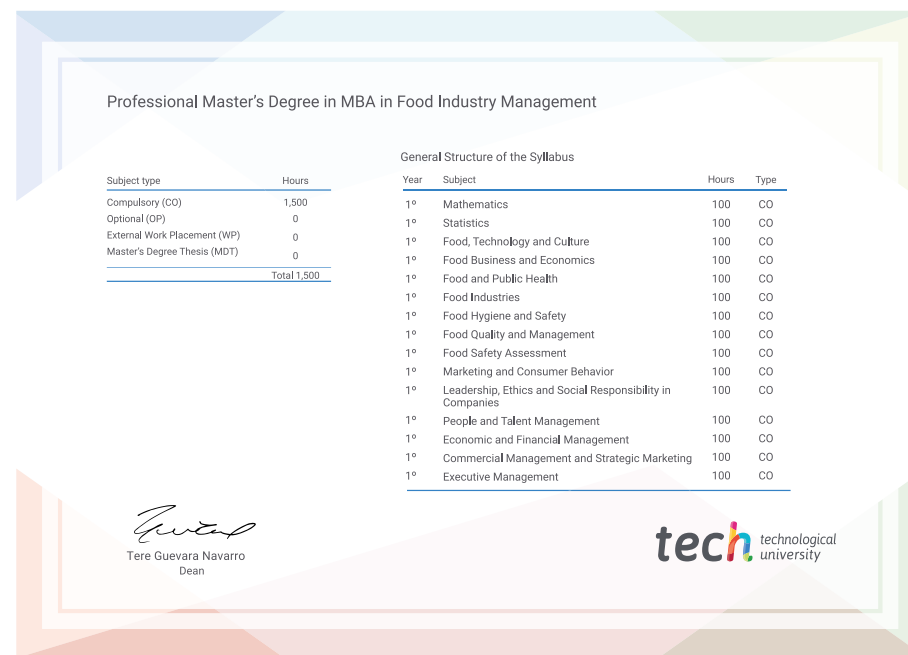 Professional Master's Degree in MBA in Food Industry Management
General Structure of the Syllabus
Subject type Hours
Compulsory (CO) 1,500
Optional (OP) 0
External Work Placement (WP) 0
Master's Degree Thesis (MDT) 0
Total 1,500
Year Subject Hours Type
1º Mathematics 100 CO
1º Statistics 100 CO
1º Food, Technology and Culture 100 CO
1º Food Business and Economics 100 CO
1º Food and Public Health 100 CO
1º Food Industries 100 CO
1º Food Hygiene and Safety 100 CO
1º Food Quality and Management 100 CO
1º Food Safety Assessment 100 CO
1º Marketing and Consumer Behavior 100 CO
1º Leadership, Ethics and Social Responsibility in 100 CO
Companies
1º People and Talent Management 100 CO
1º Economic and Financial Management 100 CO
1º Commercial Management and Strategic Marketing 100 CO
1º Executive Management 100 CO
Tere Guevara Navarro
Dean
tech technological
university